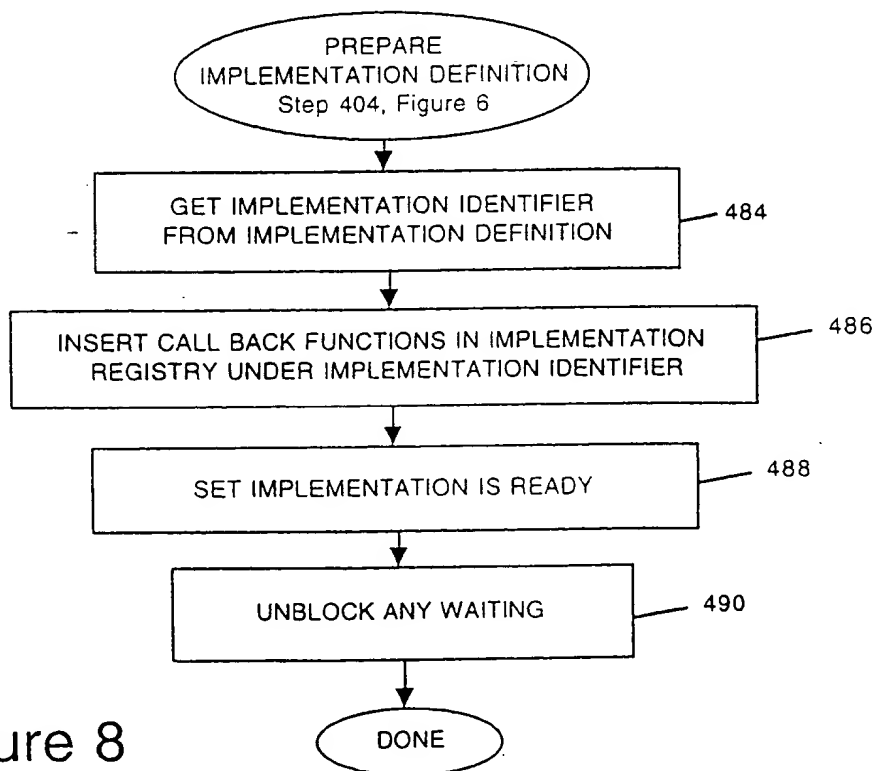 PREPARE
IMPLEMENTATION DEFINITION
Step 404, Figure 6
GET IMPLEMENTATION IDENTIFIER
FROM IMPLEMENTATION DEFINITION
484
INSERT CALL BACK FUNCTIONS IN IMPLEMENTATION
REGISTRY UNDER IMPLEMENTATION IDENTIFIER
486
SET IMPLEMENTATION IS READY
488
UNBLOCK ANY WAITING
490
DONE
ure 8